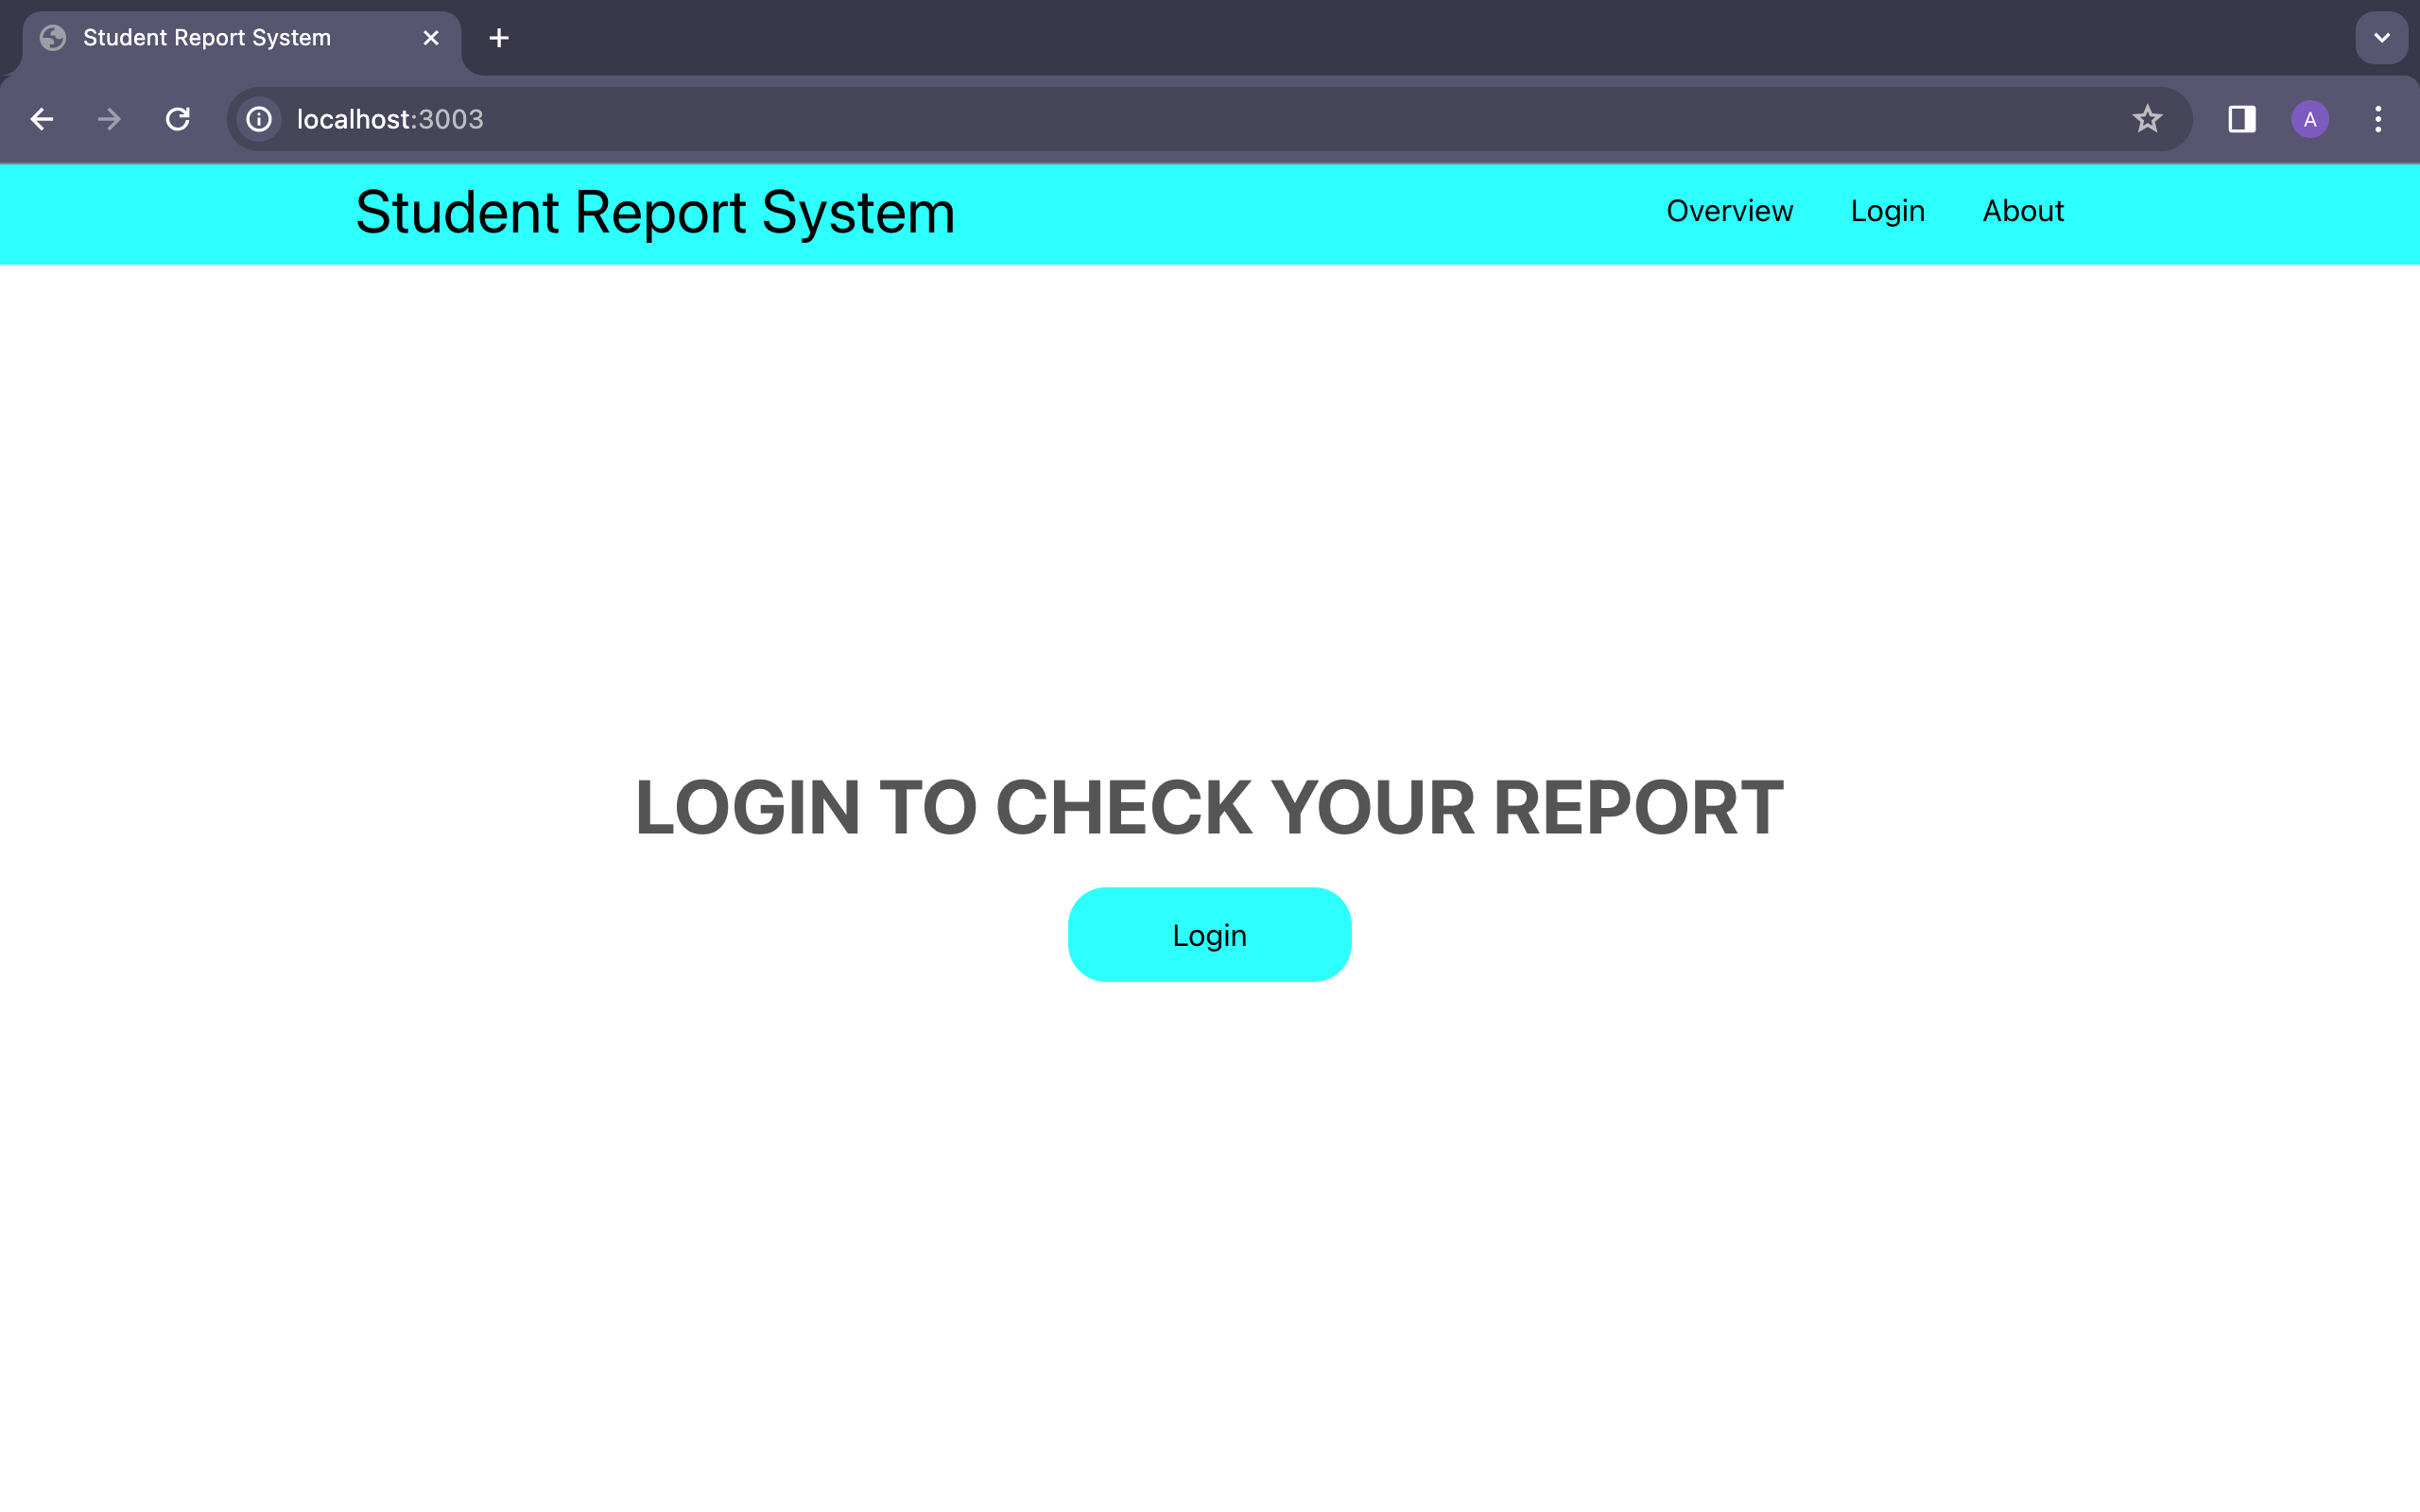 Student Report System
localhost:3003
A
Student Report System
Overview Login About
LOGIN TO CHECK YOUR REPORT
Login